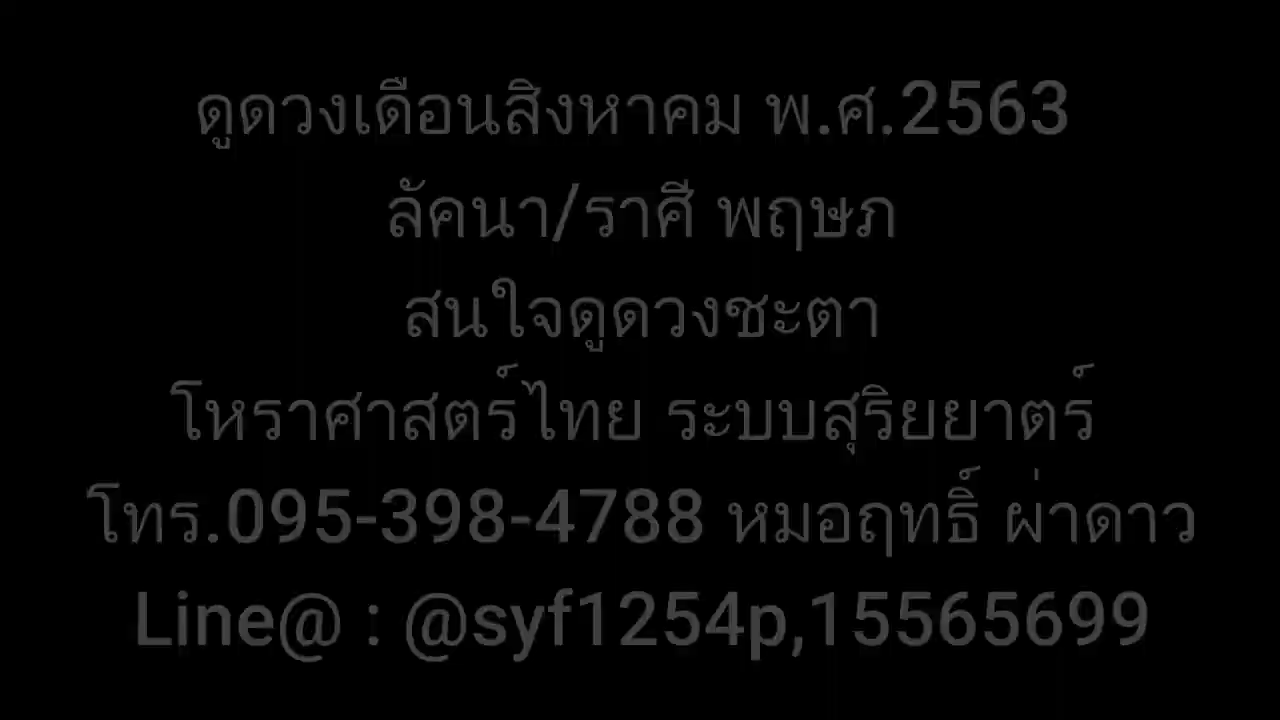 ดูดวงเดือนสิงหาคม พ.ศ.2563
ลัคนา/ราศี พฤษภ
สนใจดูดวงชะตา
โหราศาสตร์ไทย ระบบสุริยยาตร์
โทร.095-398-4788 หมอฤทธิ์ ผ่าดาว
Line@ : @syf1254p,15565699